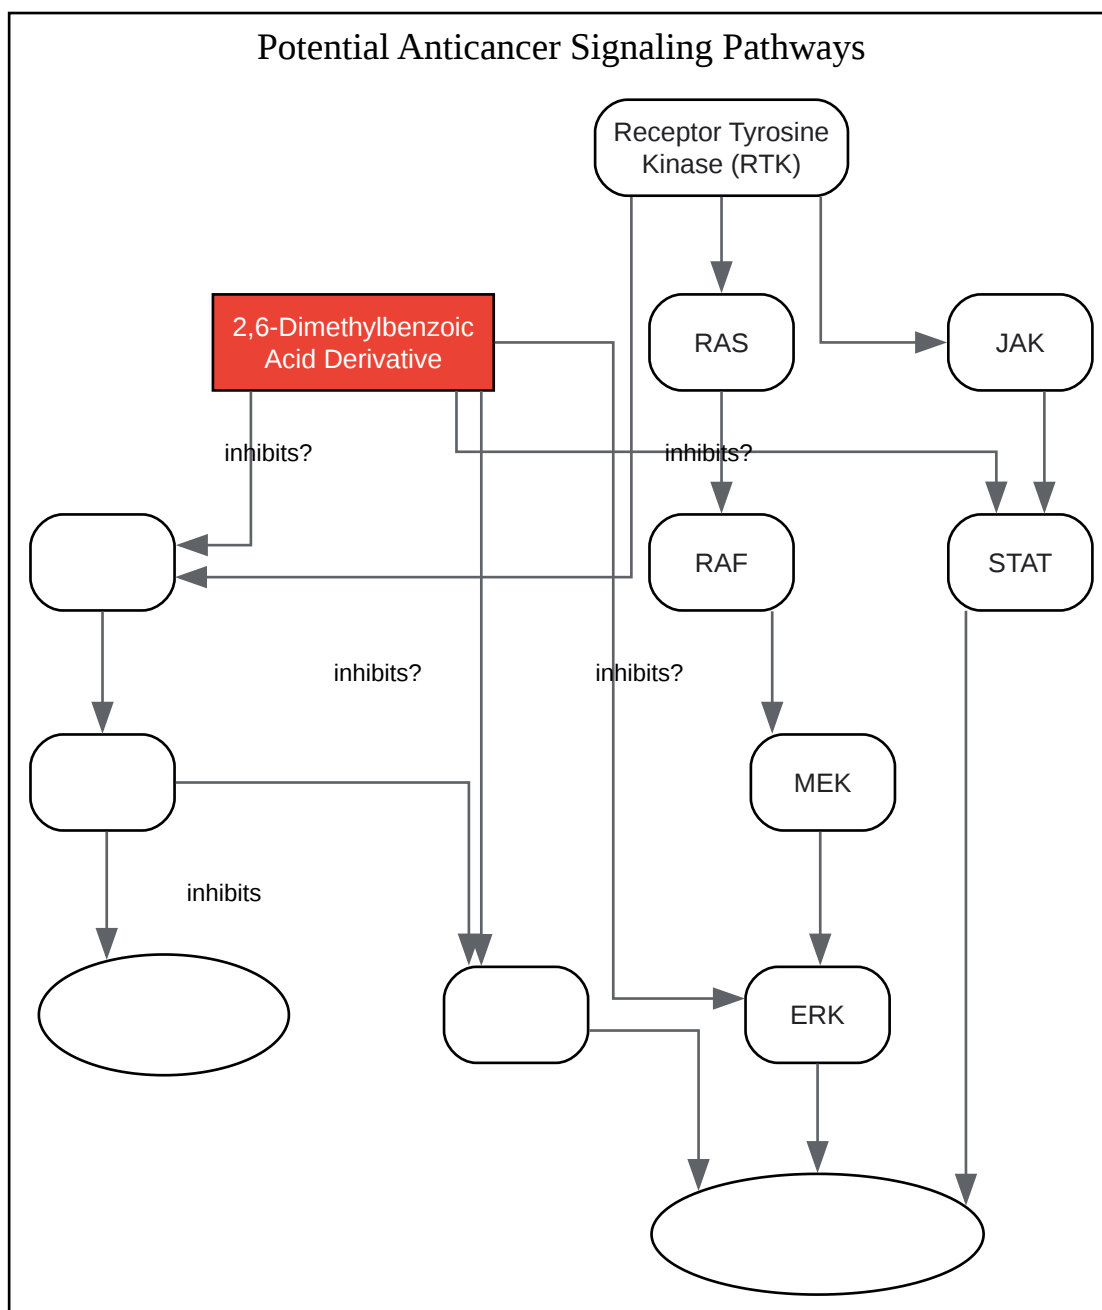 Potential Anticancer Signaling Pathways
Receptor Tyrosine
Kinase (RTK)
2,6-Dimethylbenzoic
Acid Derivative
RAS
JAK
inhibits?
inhibits?
RAF
STAT
inhibits?
inhibits?
MEK
inhibits
ERK